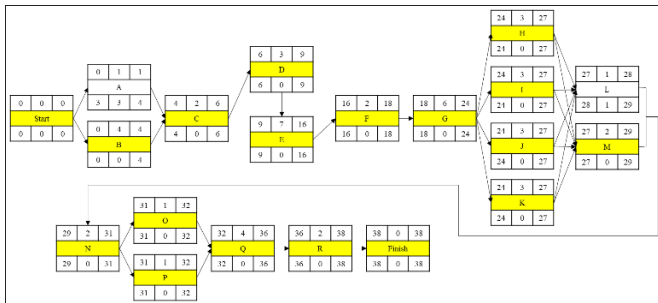 0 0 0
Start
0 0 0
0 1 1
A
3 3 4
0 4 4
B
0 0 4
4 2 6
C
4 0 6
6 3 9
D
6 0 9
9 7 16
E
9 0 16
16 2 18
F
16 0 18
18 6 24
G
18 0 24
24 3 27
H
24 0 27
24 3 27
I
24 0 27
24 3 27
J
24 0 27
24 3 27
K
24 0 27
27 1 28
L
28 1 29
27 2 29
M
27 0 29
29 2 31
N
29 0 31
31 1 32
O
31 0 32
31 1 32
P
31 0 32
32 4 36
Q
32 0 36
36 2 38
R
36 0 38
38 0 38
Finish
38 0 38